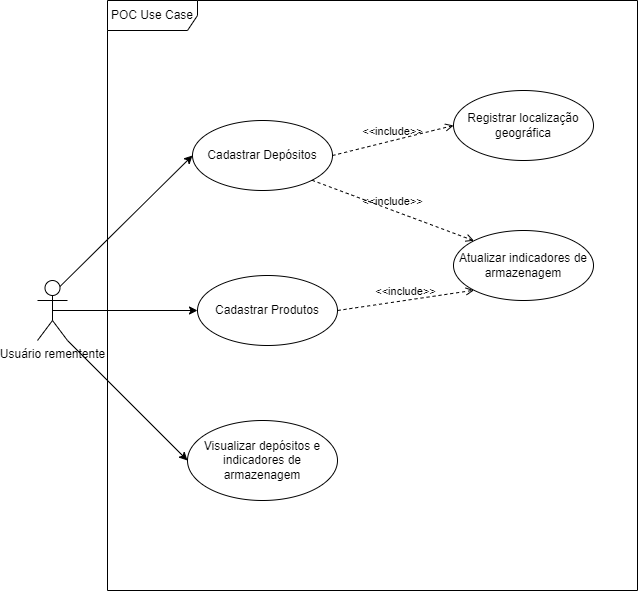 POC Use Case
Registrar localização
geográfica
<<include>>
Cadastrar Depósitos
<<include>>
Atualizar indicadores de
armazenagem
<<include>>
Cadastrar Produtos
Usuário rementente
Visualizar depósitos e
indicadores de
armazenagem